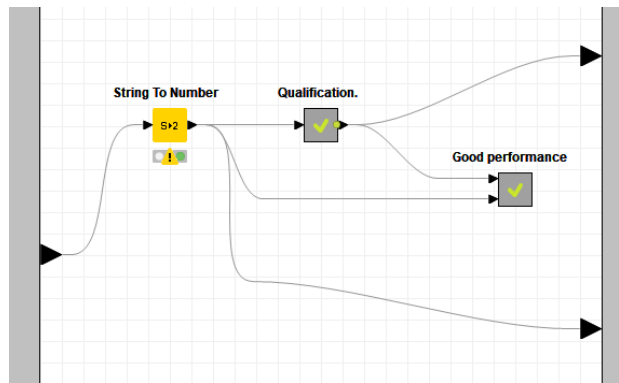 String To Number
Qualification.
S▸2
Good performance